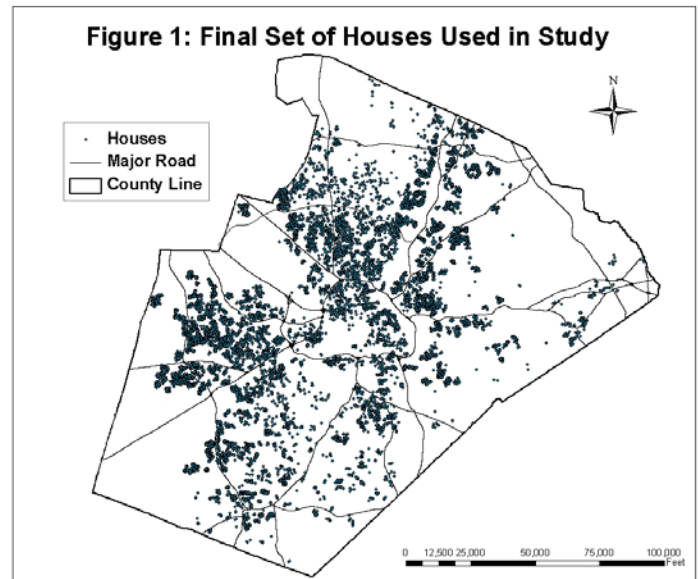 Figure 1: Final Set of Houses Used in Study
N
Houses
Major Road
County Line
0 12,500 25,000 50,000 75,000 100,000
Feet